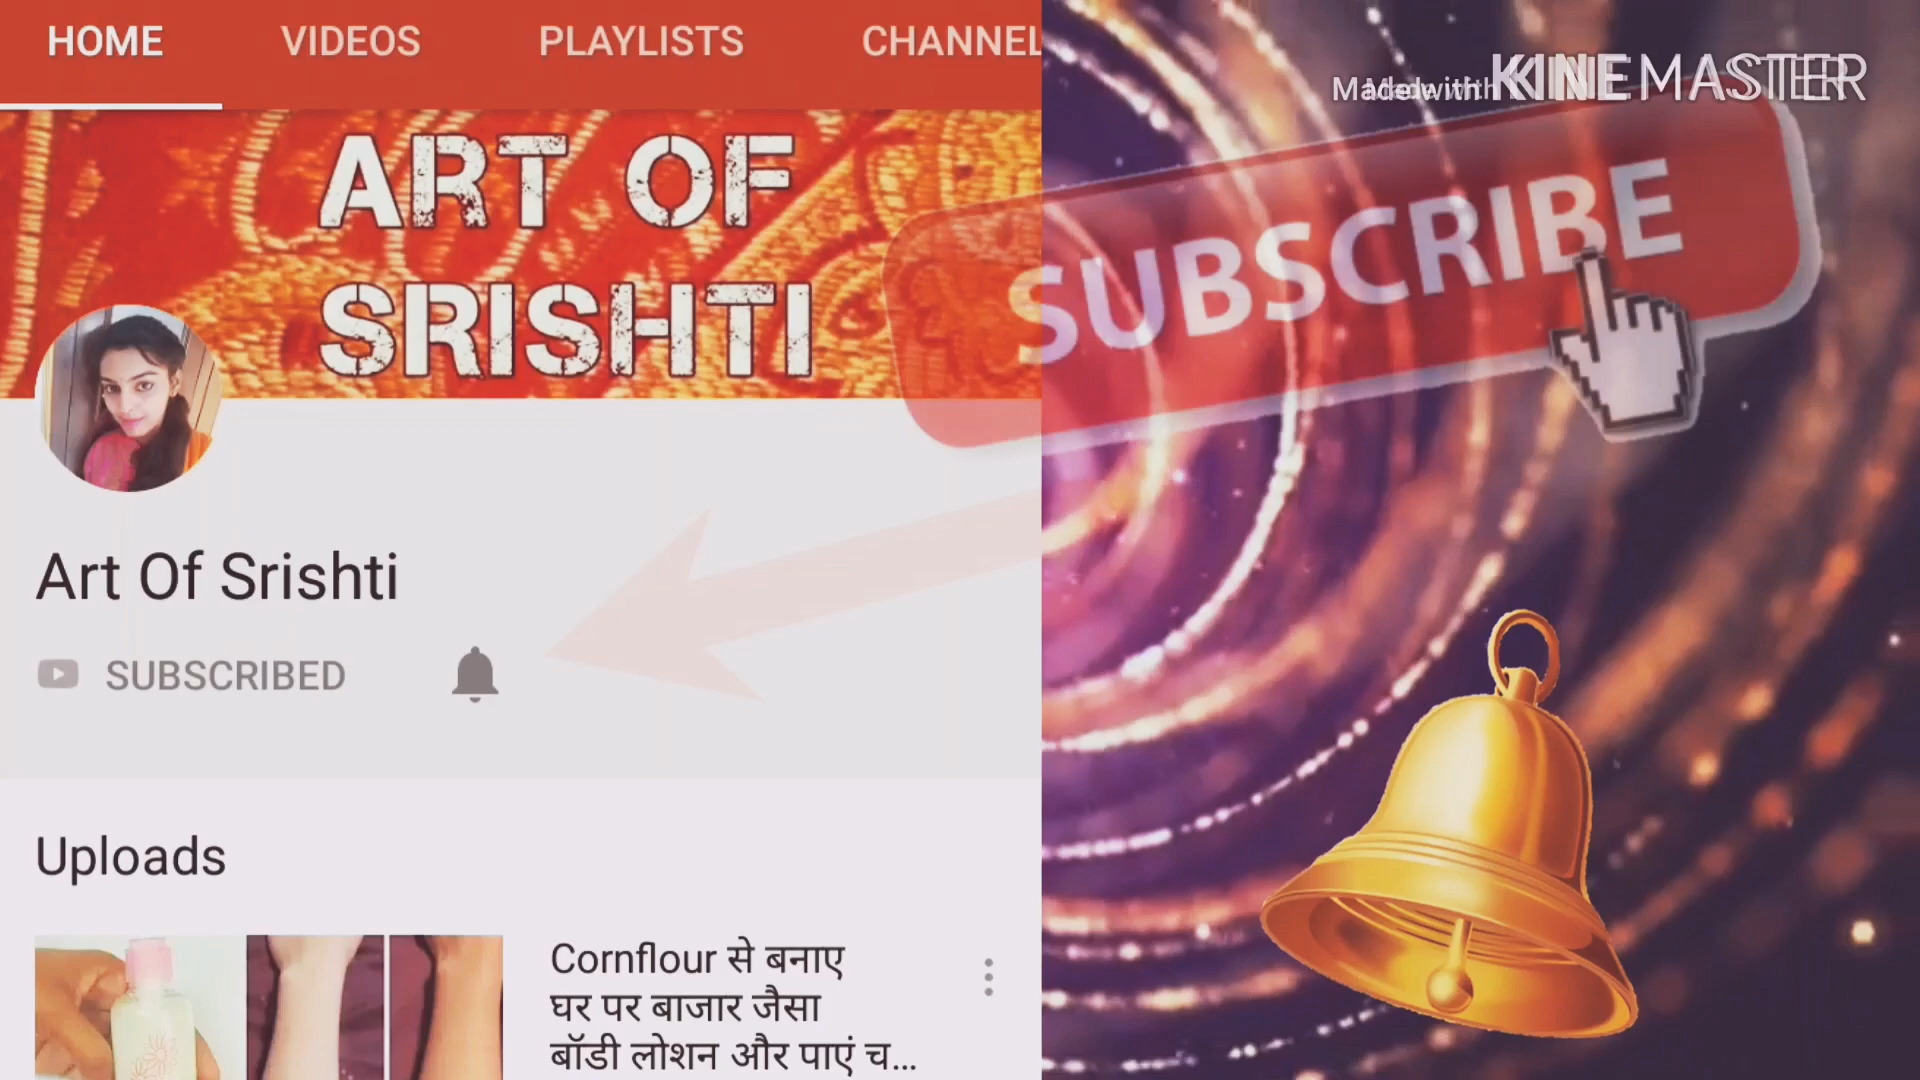 HOME VIDEOS PLAYLISTS CHANNEL
Made with KINEMASTER
ART OF
SRISHTI
SUBSCRIBE
Art Of Srishti
SUBSCRIBED
Uploads
Cornflour से बनाए
घर पर बाजार जैसा
बॉडी लोशन और पाएं च...